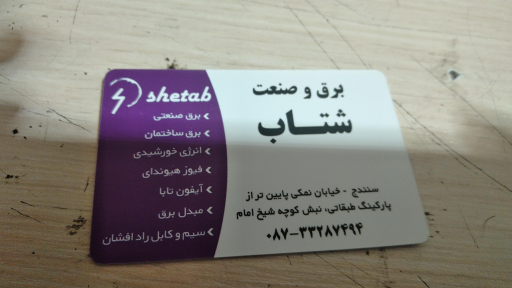 برق و صنعت
شتاب
سنندج - خیابان نمکی پایین تر از
پارکینگ طبقاتی، نبش کوچه شیخ امام
۰۸۷-۳۳۲۸۷۴۹۴
shetab
برق صنعتی
برق ساختمان
انرژی خورشیدی
فیوز هیوندای
آیفون تابا
مبدل برق
سیم و کابل راد افشان